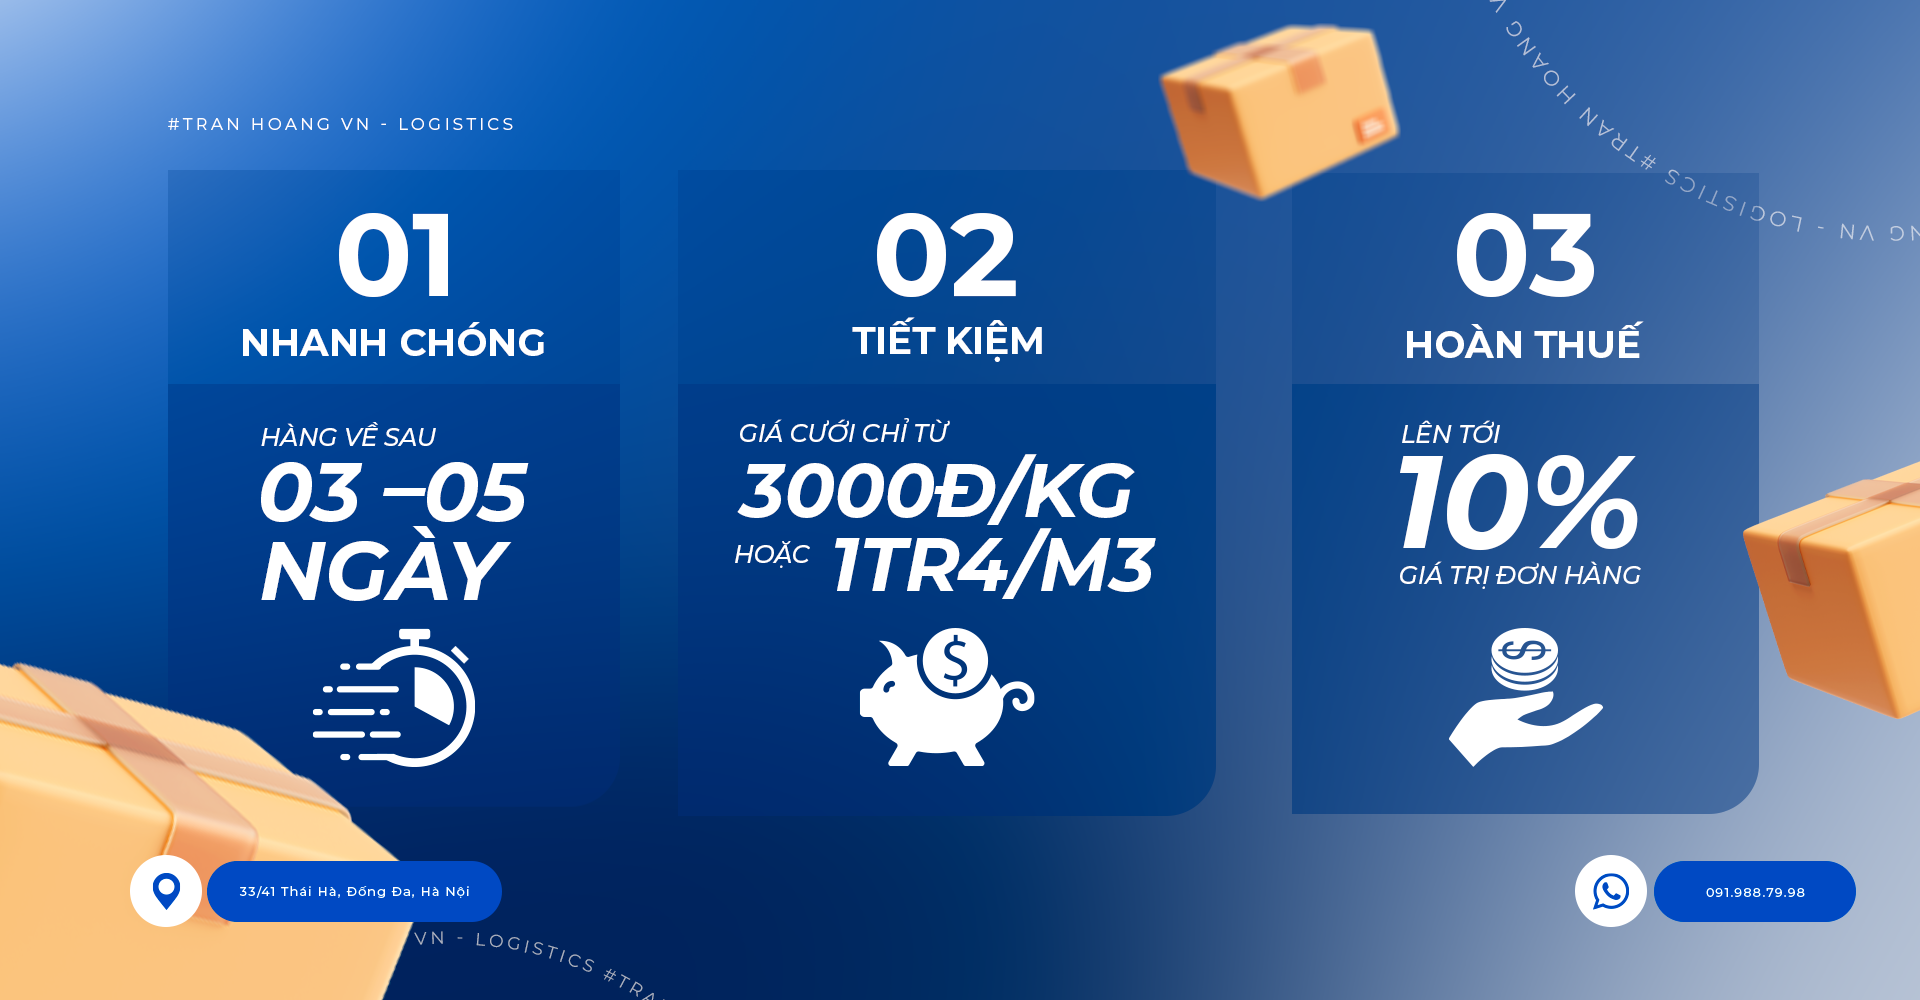 #TRAN HOANG VN - LOGISTICS
V
#TRAN HOANG
NG VN - LOGISTICS
01
NHANH CHÓNG
HÀNG VỀ SAU
03 –05
NGÀY
02
TIẾT KIỆM
GIÁ CƯỚI CHỈ TỪ
3000Đ/KG
HOẶC 1TR4/M3
$
03
HOÀN THUẾ
LÊN TỚI
10%
GIÁ TRỊ ĐƠN HÀNG
$
33/41 Thái Hà, Đống Đa, Hà Nội
091.988.79.98
VN - LOGISTICS #TRA